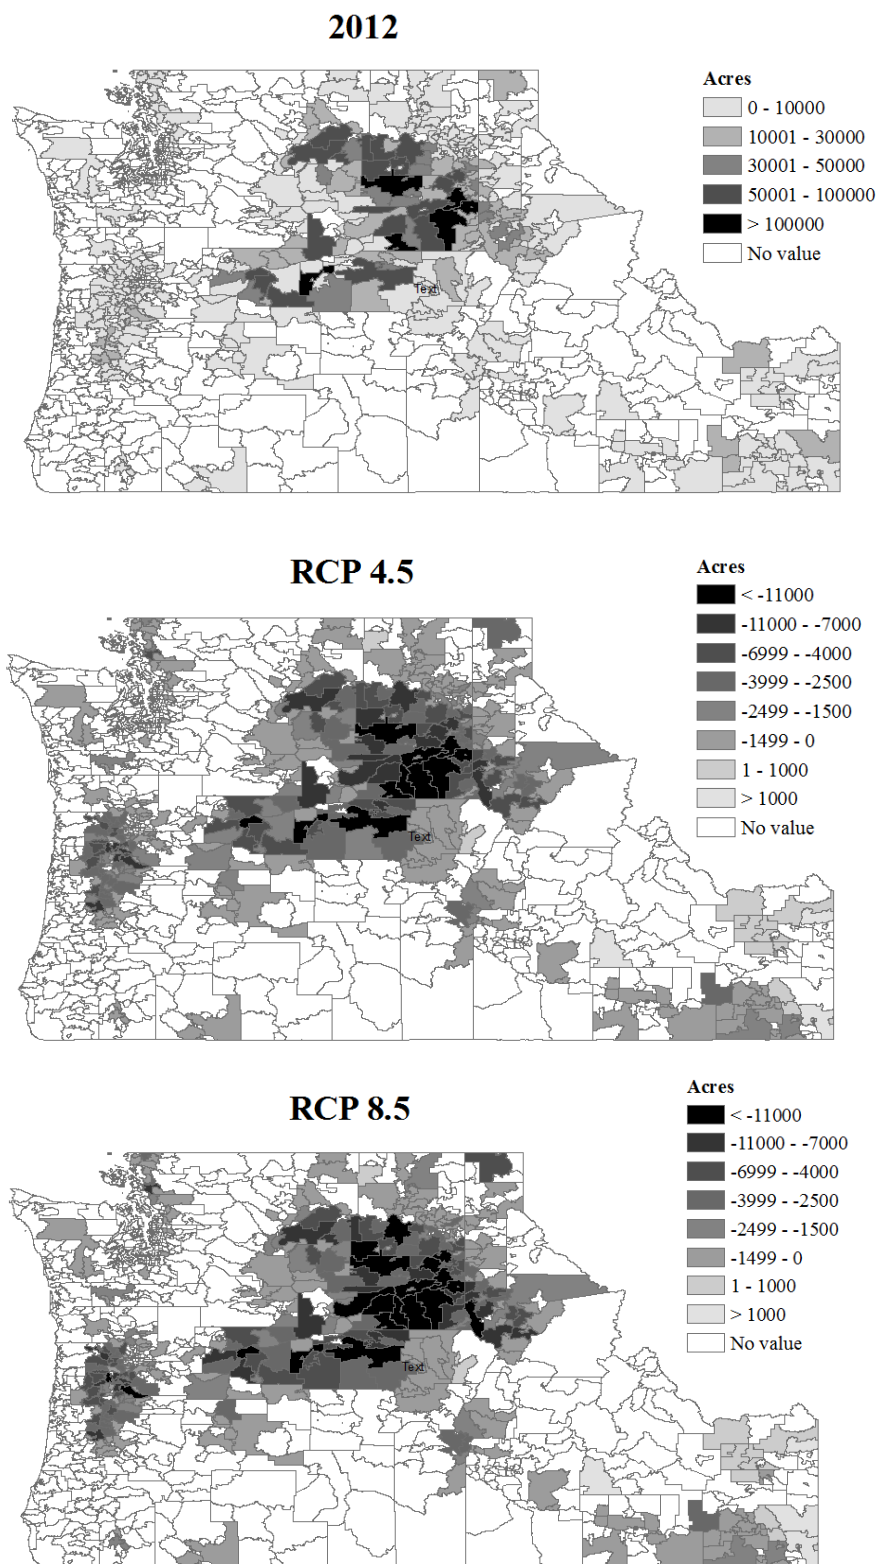 2012
Acres
0 - 10000
10001 - 30000
30001 - 50000
50001 - 100000
> 100000
No value
Text
RCP 4.5
Acres
< -11000
-11000 - -7000
-6999 - -4000
-3999 - -2500
-2499 - -1500
-1499 - 0
1 - 1000
> 1000
No value
Text
RCP 8.5
Acres
< -11000
-11000 - -7000
-6999 - -4000
-3999 - -2500
-2499 - -1500
-1499 - 0
1 - 1000
> 1000
No value
Text